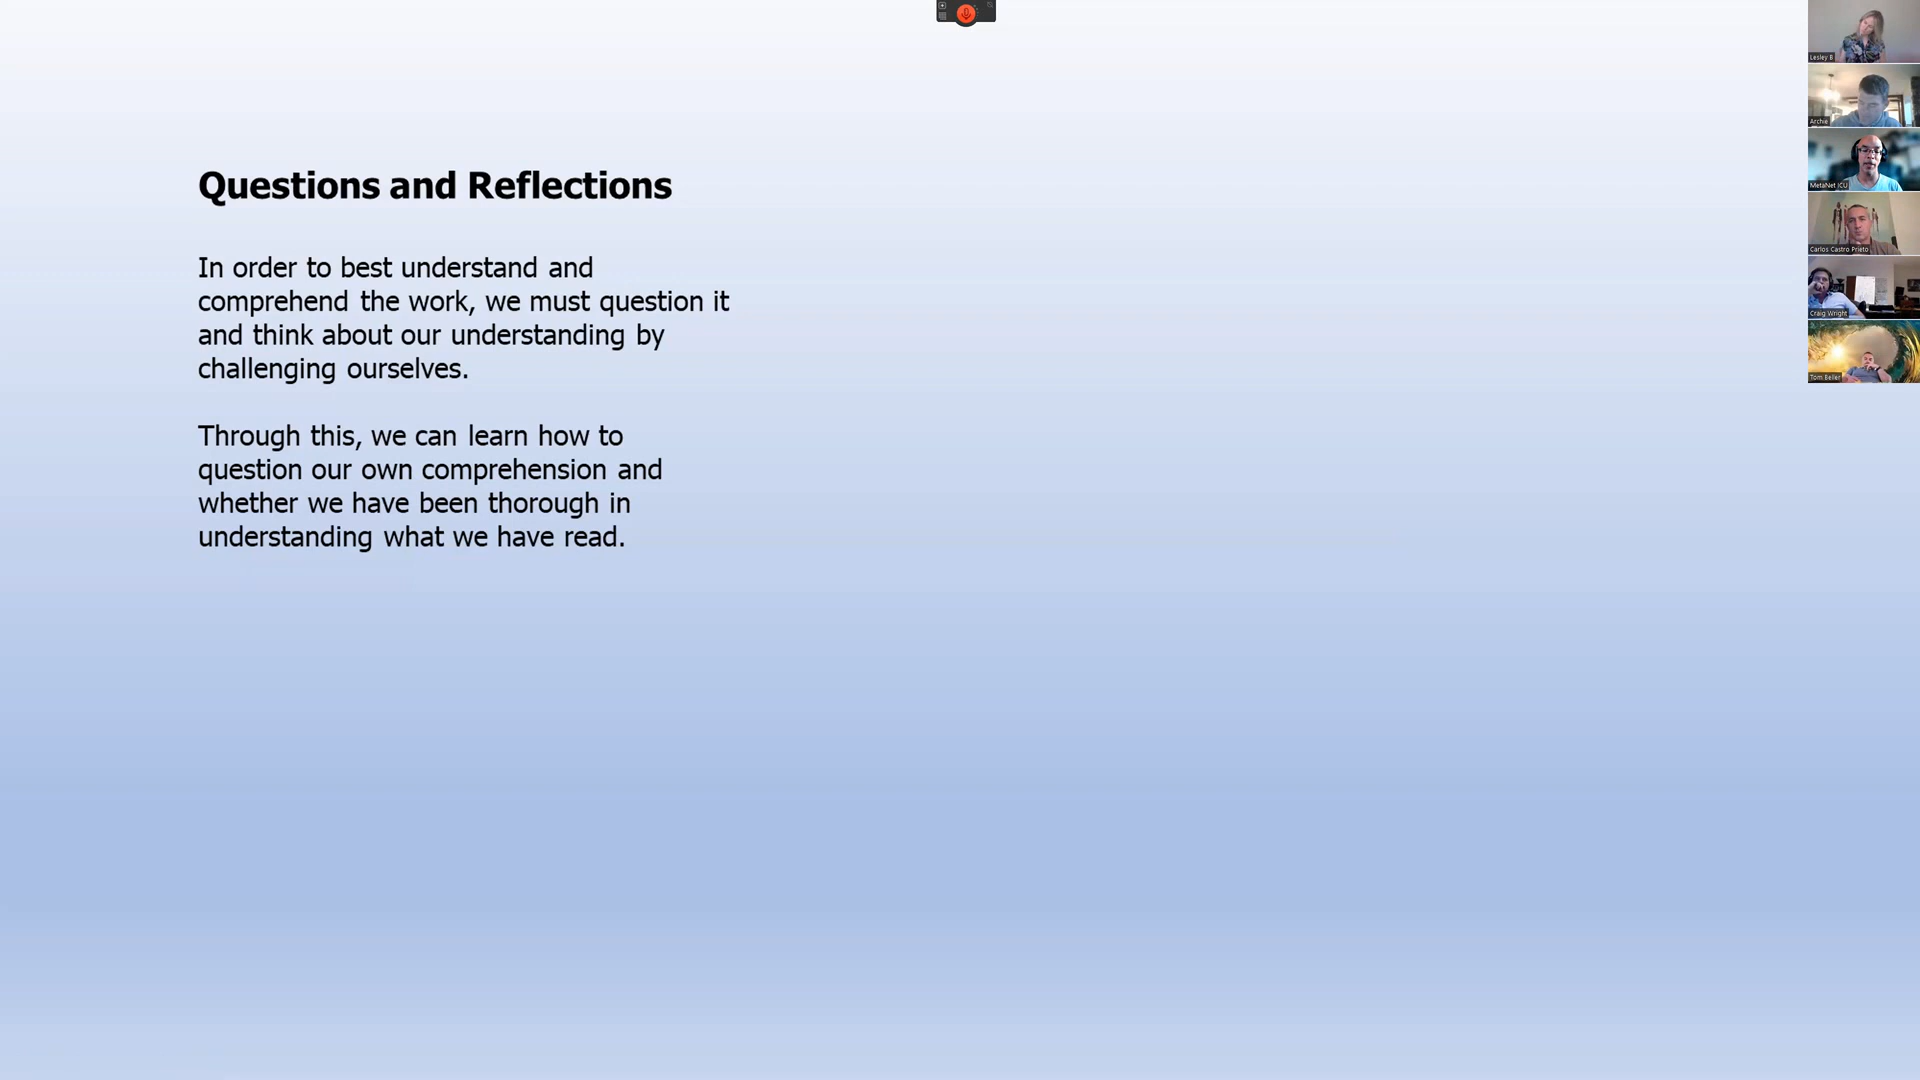 Questions and Reflections
In order to best understand and
comprehend the work, we must question it
and think about our understanding by
challenging ourselves.
Through this, we can learn how to
question our own comprehension and
whether we have been thorough in
understanding what we have read.
Lesley B
Archie
MetaNet ICU
Carlos Castro Prieto
Craig Wright
Tom Beller